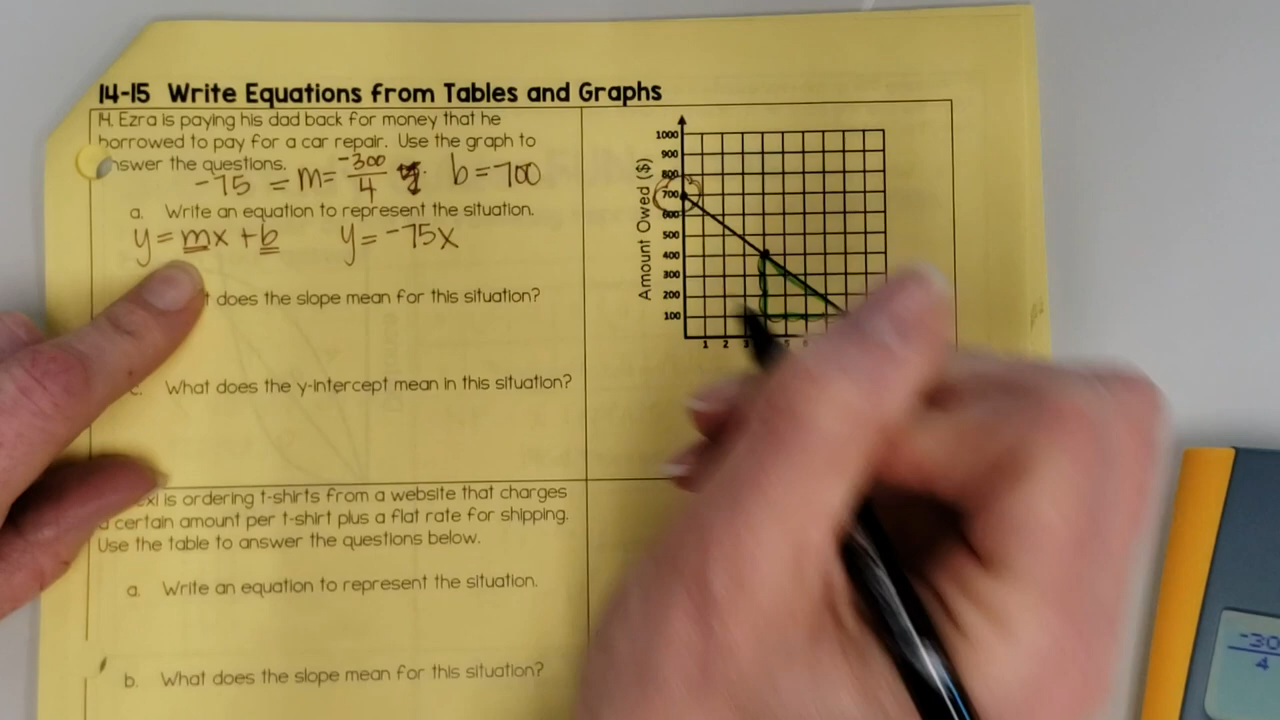 14-15 Write Equations from Tables and Graphs
14. Ezra is paying his dad back for money that he
borrowed to pay for a car repair. Use the graph to
nswer the questions.
-75 = m = -300/4 b = 700
a. Write an equation to represent the situation.
y = mx + b y = -75x
t does the slope mean for this situation?
c. What does the y-intercept mean in this situation?
exi is ordering t-shirts from a website that charges
a certain amount per t-shirt plus a flat rate for shipping.
Use the table to answer the questions below.
a. Write an equation to represent the situation.
b. What does the slope mean for this situation?
Amount Owed ($)
1000
900
800
700
600
500
400
300
200
100
1 2 3 5
-30
4